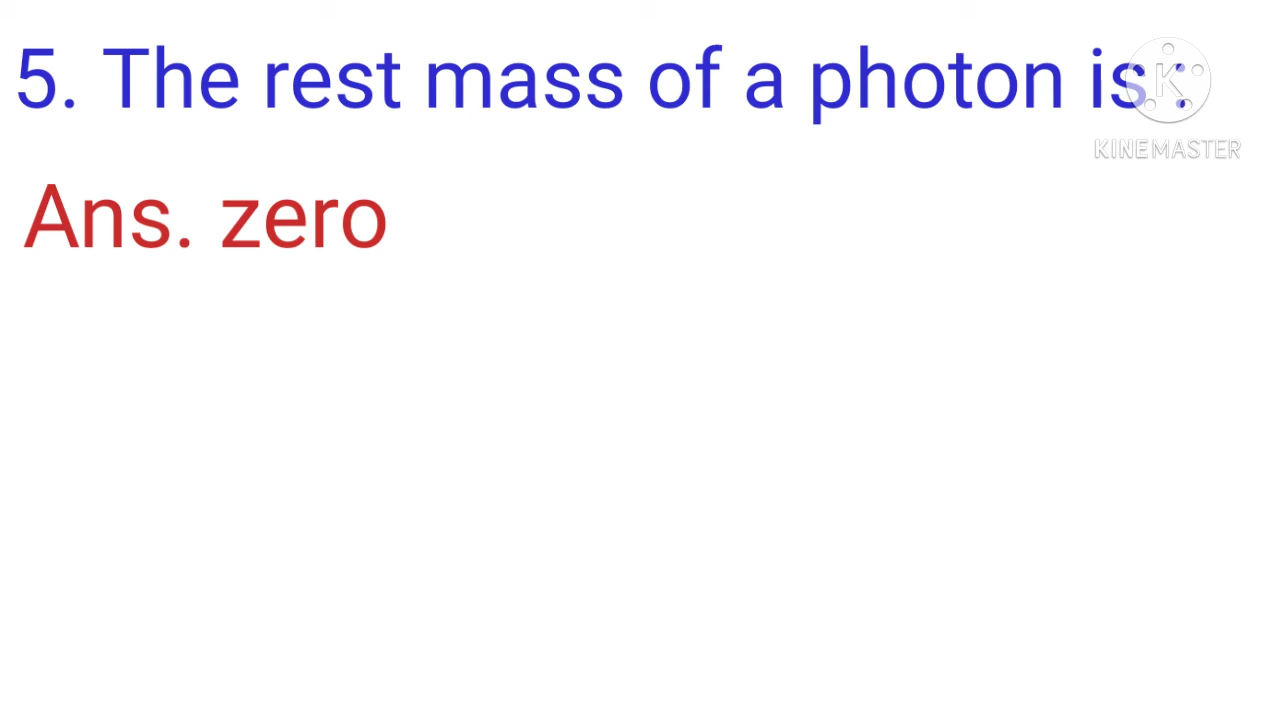 5. The rest mass of a photon is :
KINEMASTER
Ans. zero